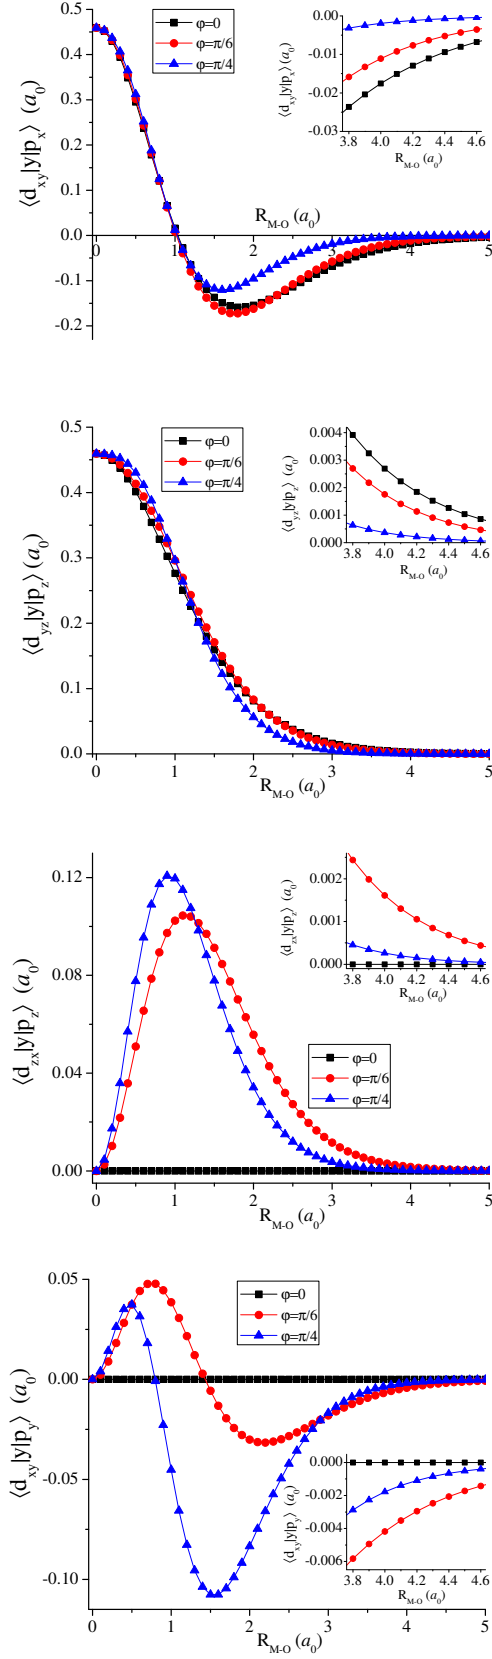 ⟨d_xy|y|p_x⟩ (a_0)
0.5
0.4
0.3
0.2
0.1
0.0
-0.1
-0.2
φ=0
φ=π/6
φ=π/4
R_M-O (a_0)
0 1 2 3 4 5
⟨d_xy|y|p_x⟩ (a_0)
0.00
-0.01
-0.02
-0.03
3.8 4.0 4.2 4.4 4.6
R_M-O (a_0)
⟨d_yz|y|p_z⟩ (a_0)
0.5
0.4
0.3
0.2
0.1
0.0
φ=0
φ=π/6
φ=π/4
0 1 2 3 4 5
R_M-O (a_0)
⟨d_yz|y|p_z⟩ (a_0)
0.004
0.003
0.002
0.001
0.000
3.8 4.0 4.2 4.4 4.6
R_M-O (a_0)
⟨d_zx|y|p_z⟩ (a_0)
0.12
0.08
0.04
0.00
φ=0
φ=π/6
φ=π/4
0 1 2 3 4 5
R_M-O (a_0)
⟨d_zx|y|p_z⟩ (a_0)
0.002
0.001
0.000
3.8 4.0 4.2 4.4 4.6
R_M-O (a_0)
⟨d_xy|y|p_y⟩ (a_0)
0.05
0.00
-0.05
-0.10
φ=0
φ=π/6
φ=π/4
0 1 2 3 4 5
R_M-O (a_0)
⟨d_xy|y|p_y⟩ (a_0)
0.000
-0.002
-0.004
-0.006
3.8 4.0 4.2 4.4 4.6
R_M-O (a_0)